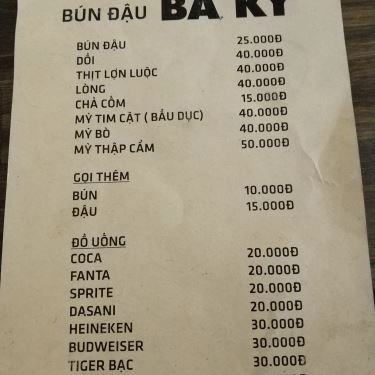 BÚN ĐẬU BA KỲ
BÚN ĐẬU 25.000Đ
DỒI 40.000Đ
THỊT LỢN LUỘC 40.000Đ
LÒNG 40.000Đ
CHẢ CỐM 15.000Đ
MỲ TIM CẬT ( BẦU DỤC) 40.000Đ
MỲ BÒ 40.000Đ
MỲ THẬP CẨM 50.000Đ
GỌI THÊM
BÚN 10.000Đ
ĐẬU 15.000Đ
ĐỒ UỐNG
COCA 20.000Đ
FANTA 20.000Đ
SPRITE 20.000Đ
DASANI 20.000Đ
HEINEKEN 30.000Đ
BUDWEISER 30.000Đ
TIGER BẠC 30.000Đ